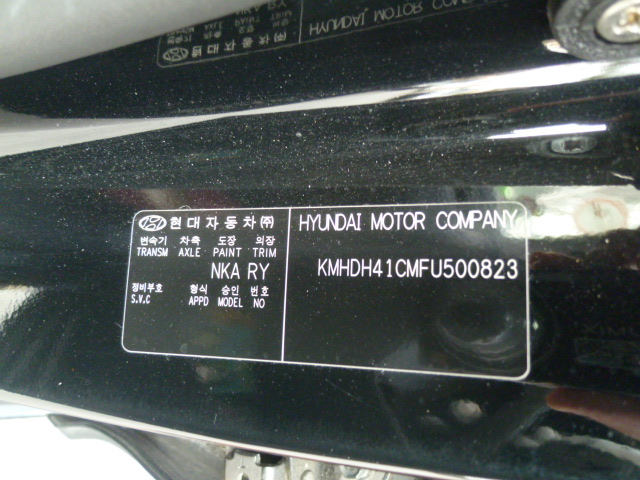 현대자동차㈜
변속기 차축 도장 의장
TRANSM AXLE PAINT TRIM
NKA RY
정비부호 형식 승인 번호
S.V.C APPD MODEL NO
HYUNDAI MOTOR COMPANY
KMHDH41CMFU500823